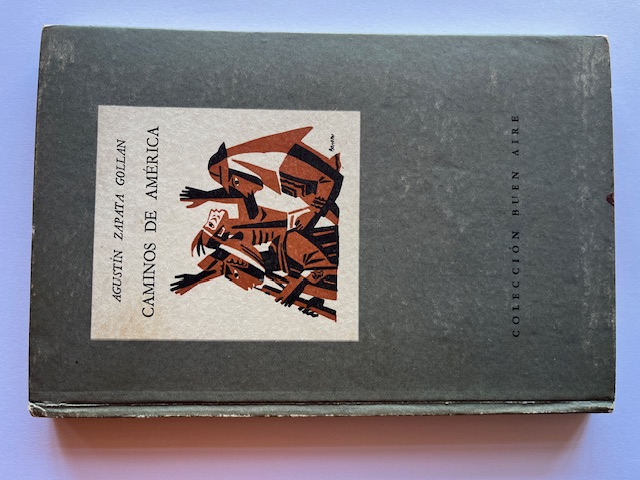 AGUSTÍN ZAPATA GOLLAN
CAMINOS DE AMÉRICA
COLECCIÓN BUEN AIRE